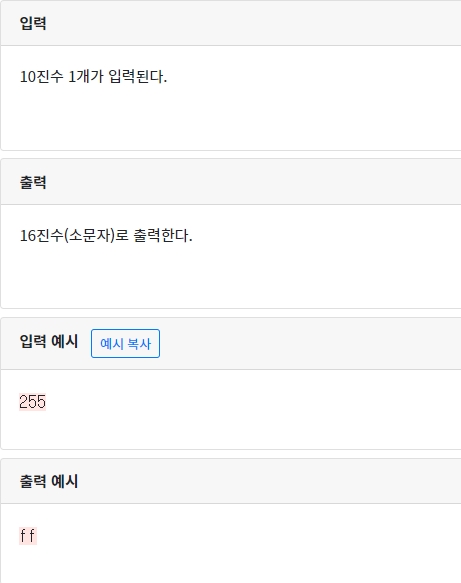 입력
10진수 1개가 입력된다.
출력
16진수(소문자)로 출력한다.
입력 예시 예시 복사
255
출력 예시
ff